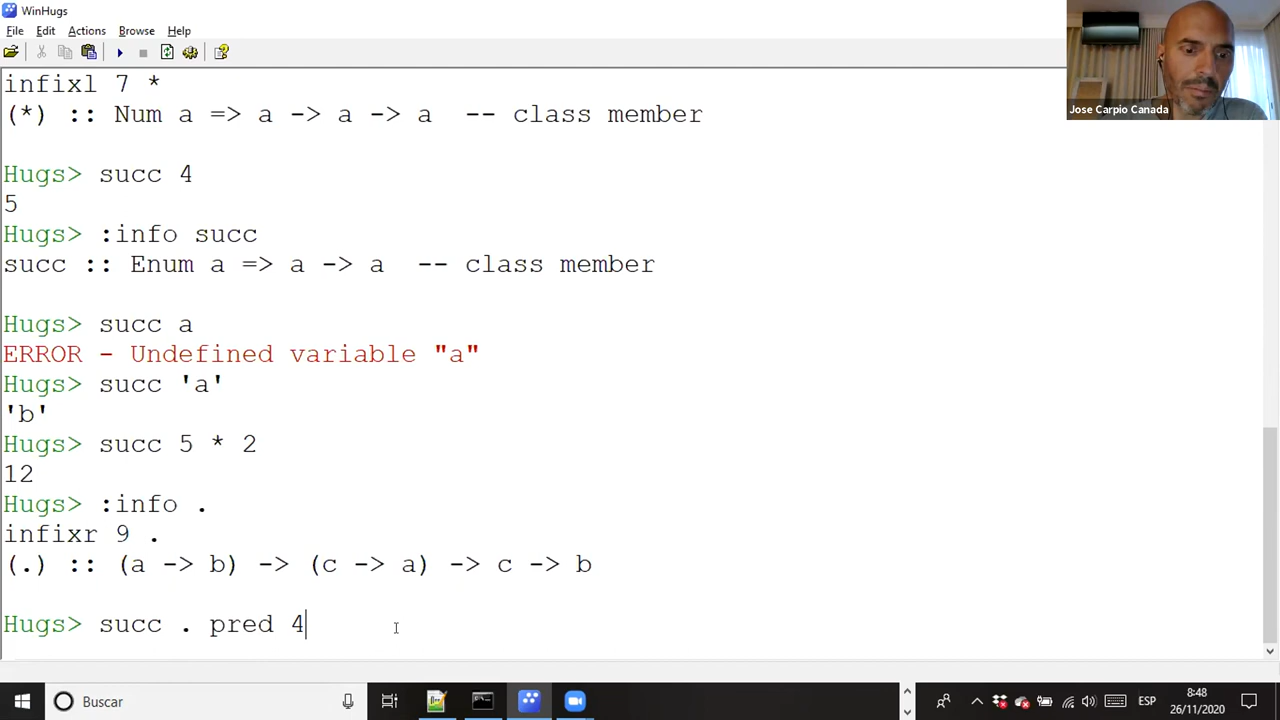 WinHugs
File Edit Actions Browse Help
infixl 7 *
(*) :: Num a => a -> a -> a -- class member
Hugs> succ 4
5
Hugs> :info succ
succ :: Enum a => a -> a -- class member
Hugs> succ a
ERROR - Undefined variable "a"
Hugs> succ 'a'
'b'
Hugs> succ 5 * 2
12
Hugs> :info .
infixr 9 .
(.) :: (a -> b) -> (c -> a) -> c -> b
Hugs> succ . pred 4
Jose Carpio Canada
Buscar
ESP
8:48
26/11/2020